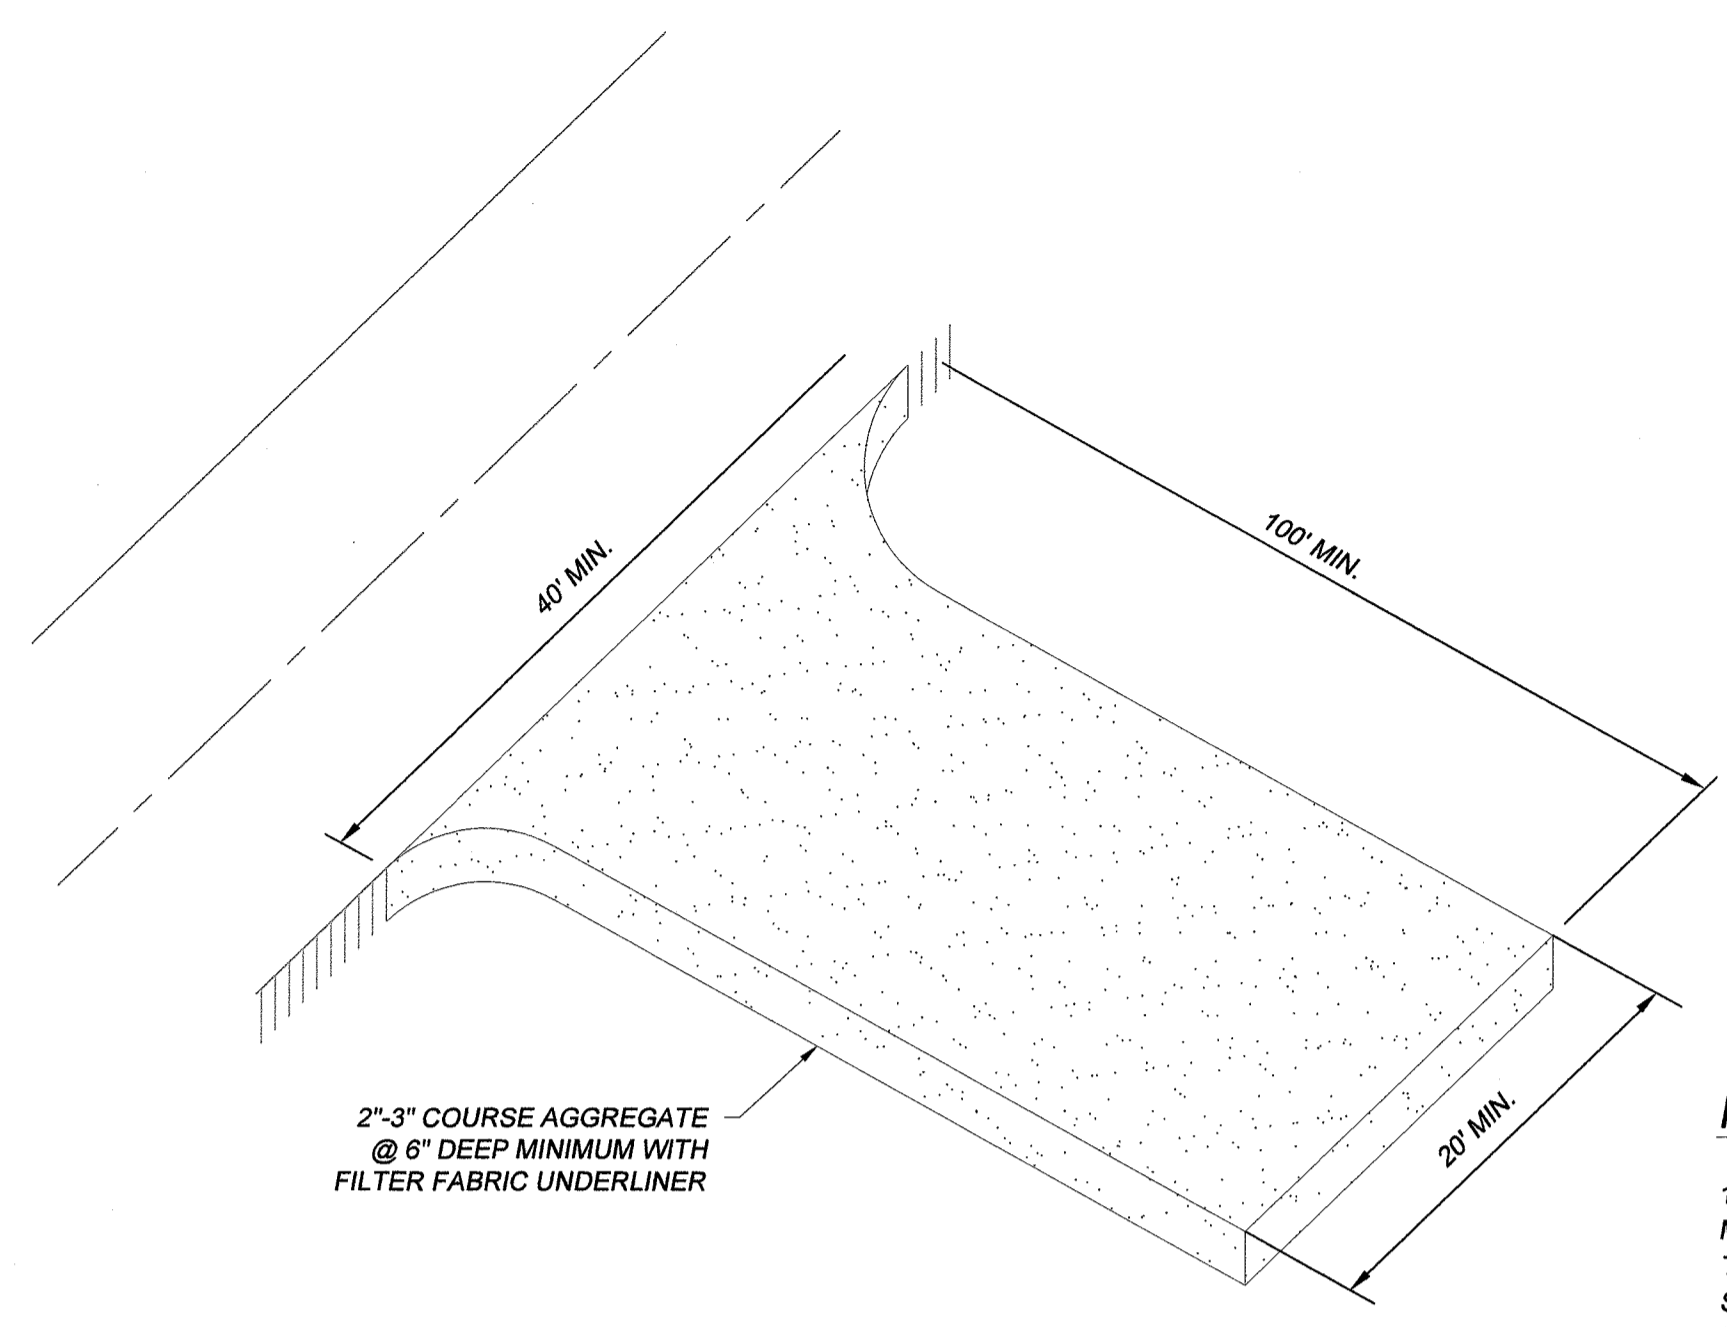 40' MIN.
100' MIN.
2"-3" COURSE AGGREGATE
@ 6" DEEP MINIMUM WITH
FILTER FABRIC UNDERLINER
20' MIN.